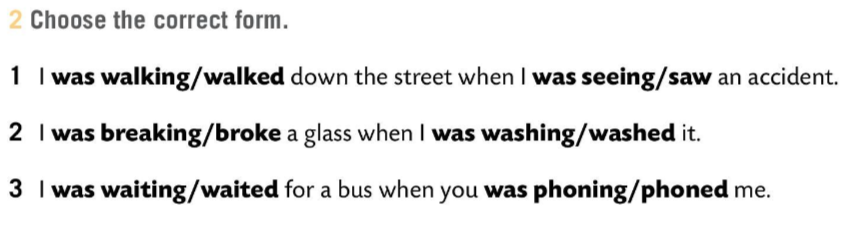 2 Choose the correct form.
1 I was walking/walked down the street when I was seeing/saw an accident.
2 I was breaking/broke a glass when I was washing/washed it.
3 I was waiting/waited for a bus when you was phoning/phoned me.